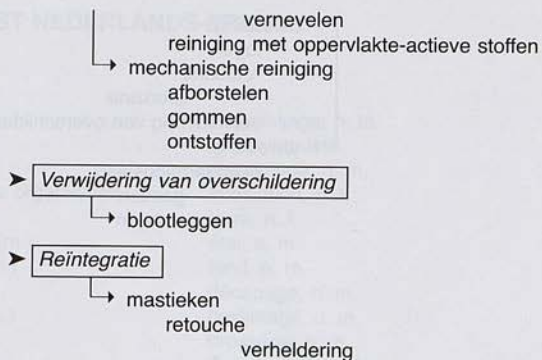 vernevelen
reiniging met oppervlakte-actieve stoffen
mechanische reiniging
afborstelen
gommen
ontstoffen
Verwijdering van overschildering
blootleggen
Reïntegratie
mastieken
retouche
verheldering